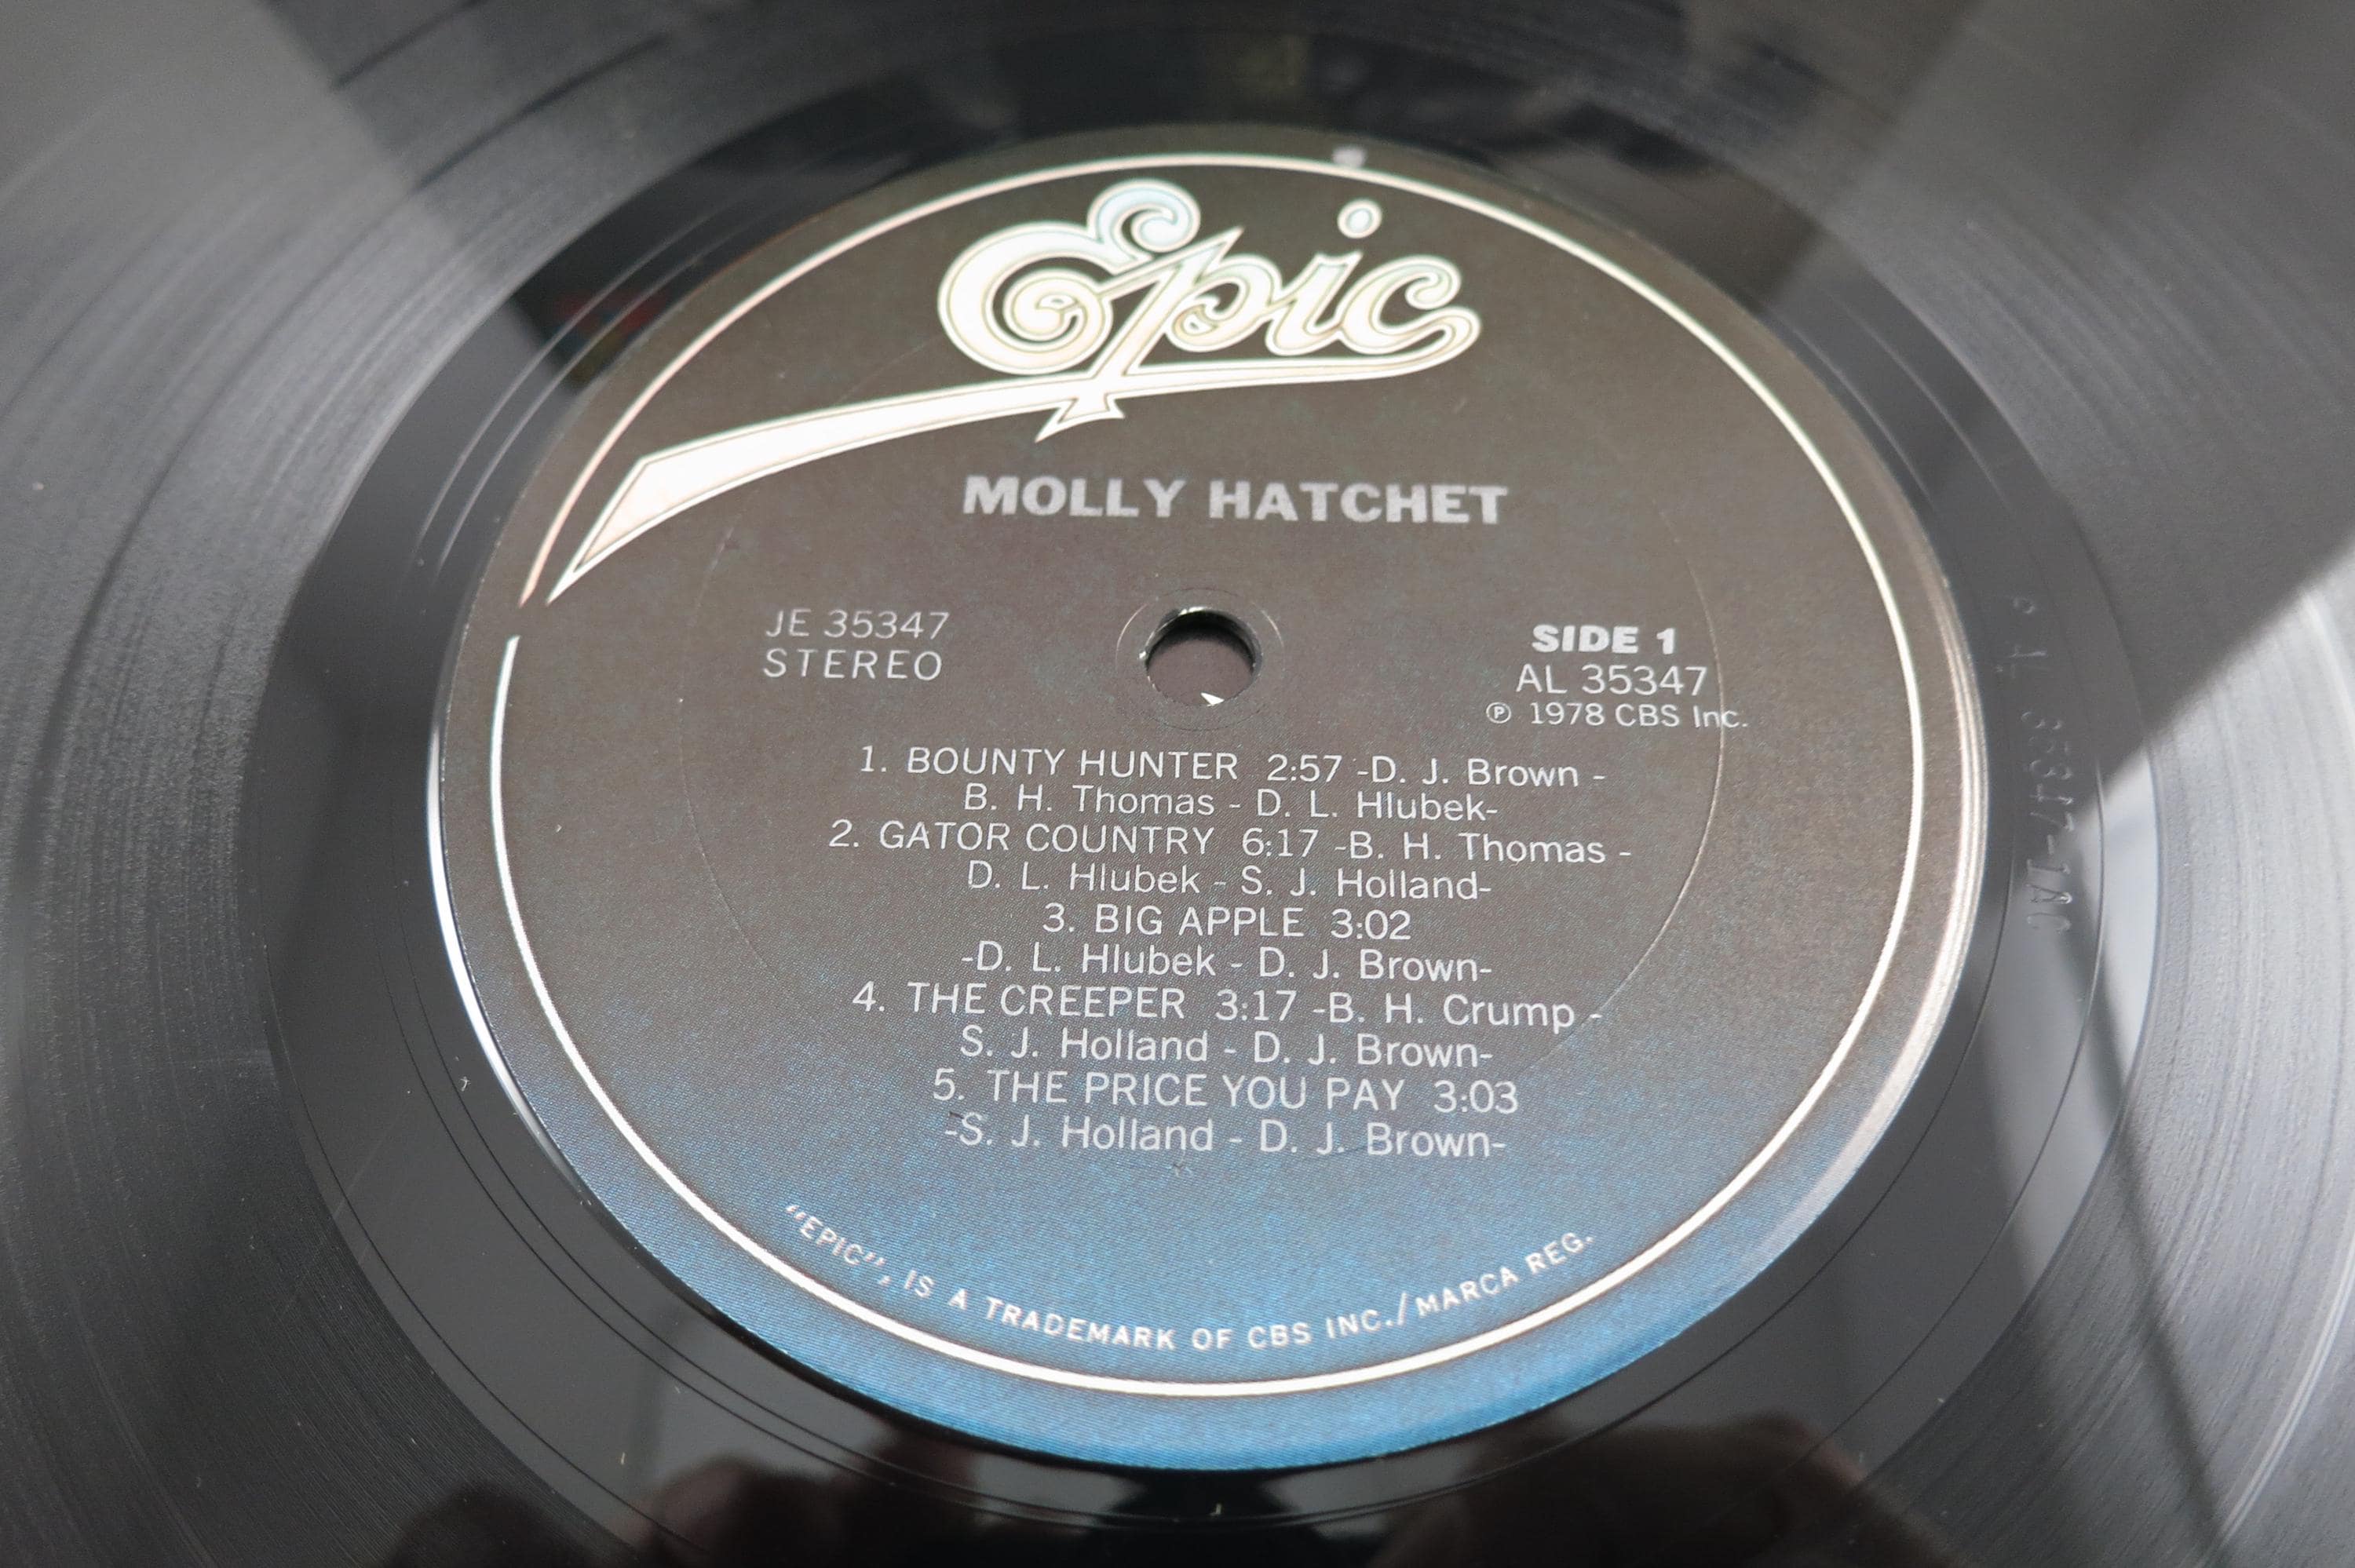 Epic
MOLLY HATCHET
JE 35347
STEREO
SIDE 1
AL 35347
℗ 1978 CBS Inc.
1. BOUNTY HUNTER 2:57 -D. J. Brown -
B. H. Thomas - D. L. Hlubek-
2. GATOR COUNTRY 6:17 -B. H. Thomas -
D. L. Hlubek - S. J. Holland-
3. BIG APPLE 3:02
-D. L. Hlubek - D. J. Brown-
4. THE CREEPER 3:17 -B. H. Crump -
S. J. Holland - D. J. Brown-
5. THE PRICE YOU PAY 3:03
-S. J. Holland - D. J. Brown-
"EPIC", IS A TRADEMARK OF CBS INC./MARCA REG.